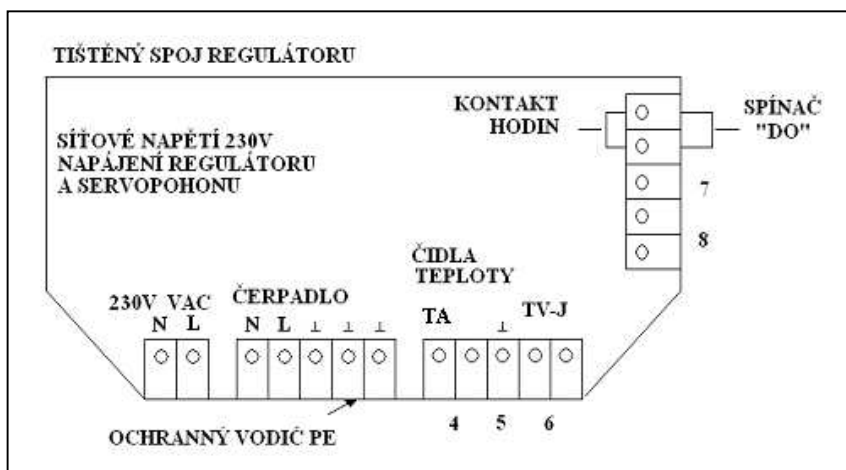 TIŠTĚNÝ SPOJ REGULÁTORU
KONTAKT
HODIN
SPÍNAČ
"DO"
SÍŤOVÉ NAPĚTÍ 230V
NAPÁJENÍ REGULÁTORU
A SERVOPOHONU
7
8
ČIDLA
TEPLOTY
230V VAC
ČERPADLO
TA
TV-J
N L
N L ⊥ ⊥ ⊥
⊥
4 5 6
OCHRANNÝ VODIČ PE